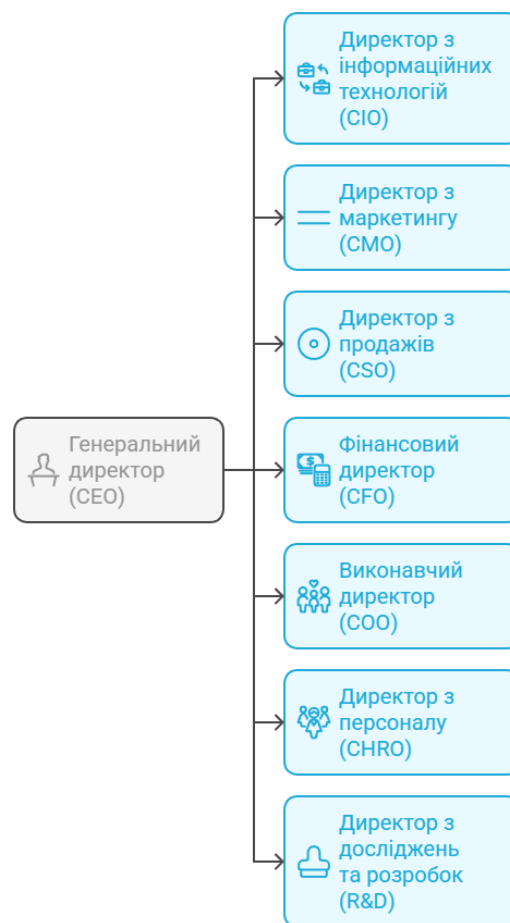 Директор з
інформаційних
технологій
(CIO)
Директор з
маркетингу
(CMO)
Директор з
продажів
(CSO)
Генеральний
директор
(CEO)
Фінансовий
директор
(CFO)
Виконавчий
директор
(COO)
Директор з
персоналу
(CHRO)
Директор з
досліджень
та розробок
(R&D)